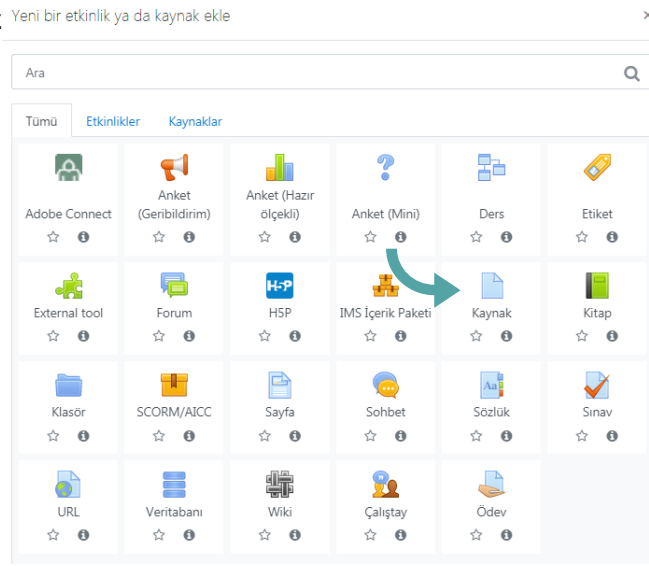 Yeni bir etkinlik ya da kaynak ekle
Ara
Tümü Etkinlikler Kaynaklar
Adobe Connect
Anket
(Geribildirim)
Anket (Hazır
ölçekli)
Anket (Mini)
Ders
Etiket
External tool
Forum
H-P
H5P
IMS İçerik Paketi
Kaynak
Kitap
Klasör
SCORM/AICC
Sayfa
Sohbet
Aa
Sözlük
Sınav
URL
Veritabanı
Wiki
Çalıştay
Ödev